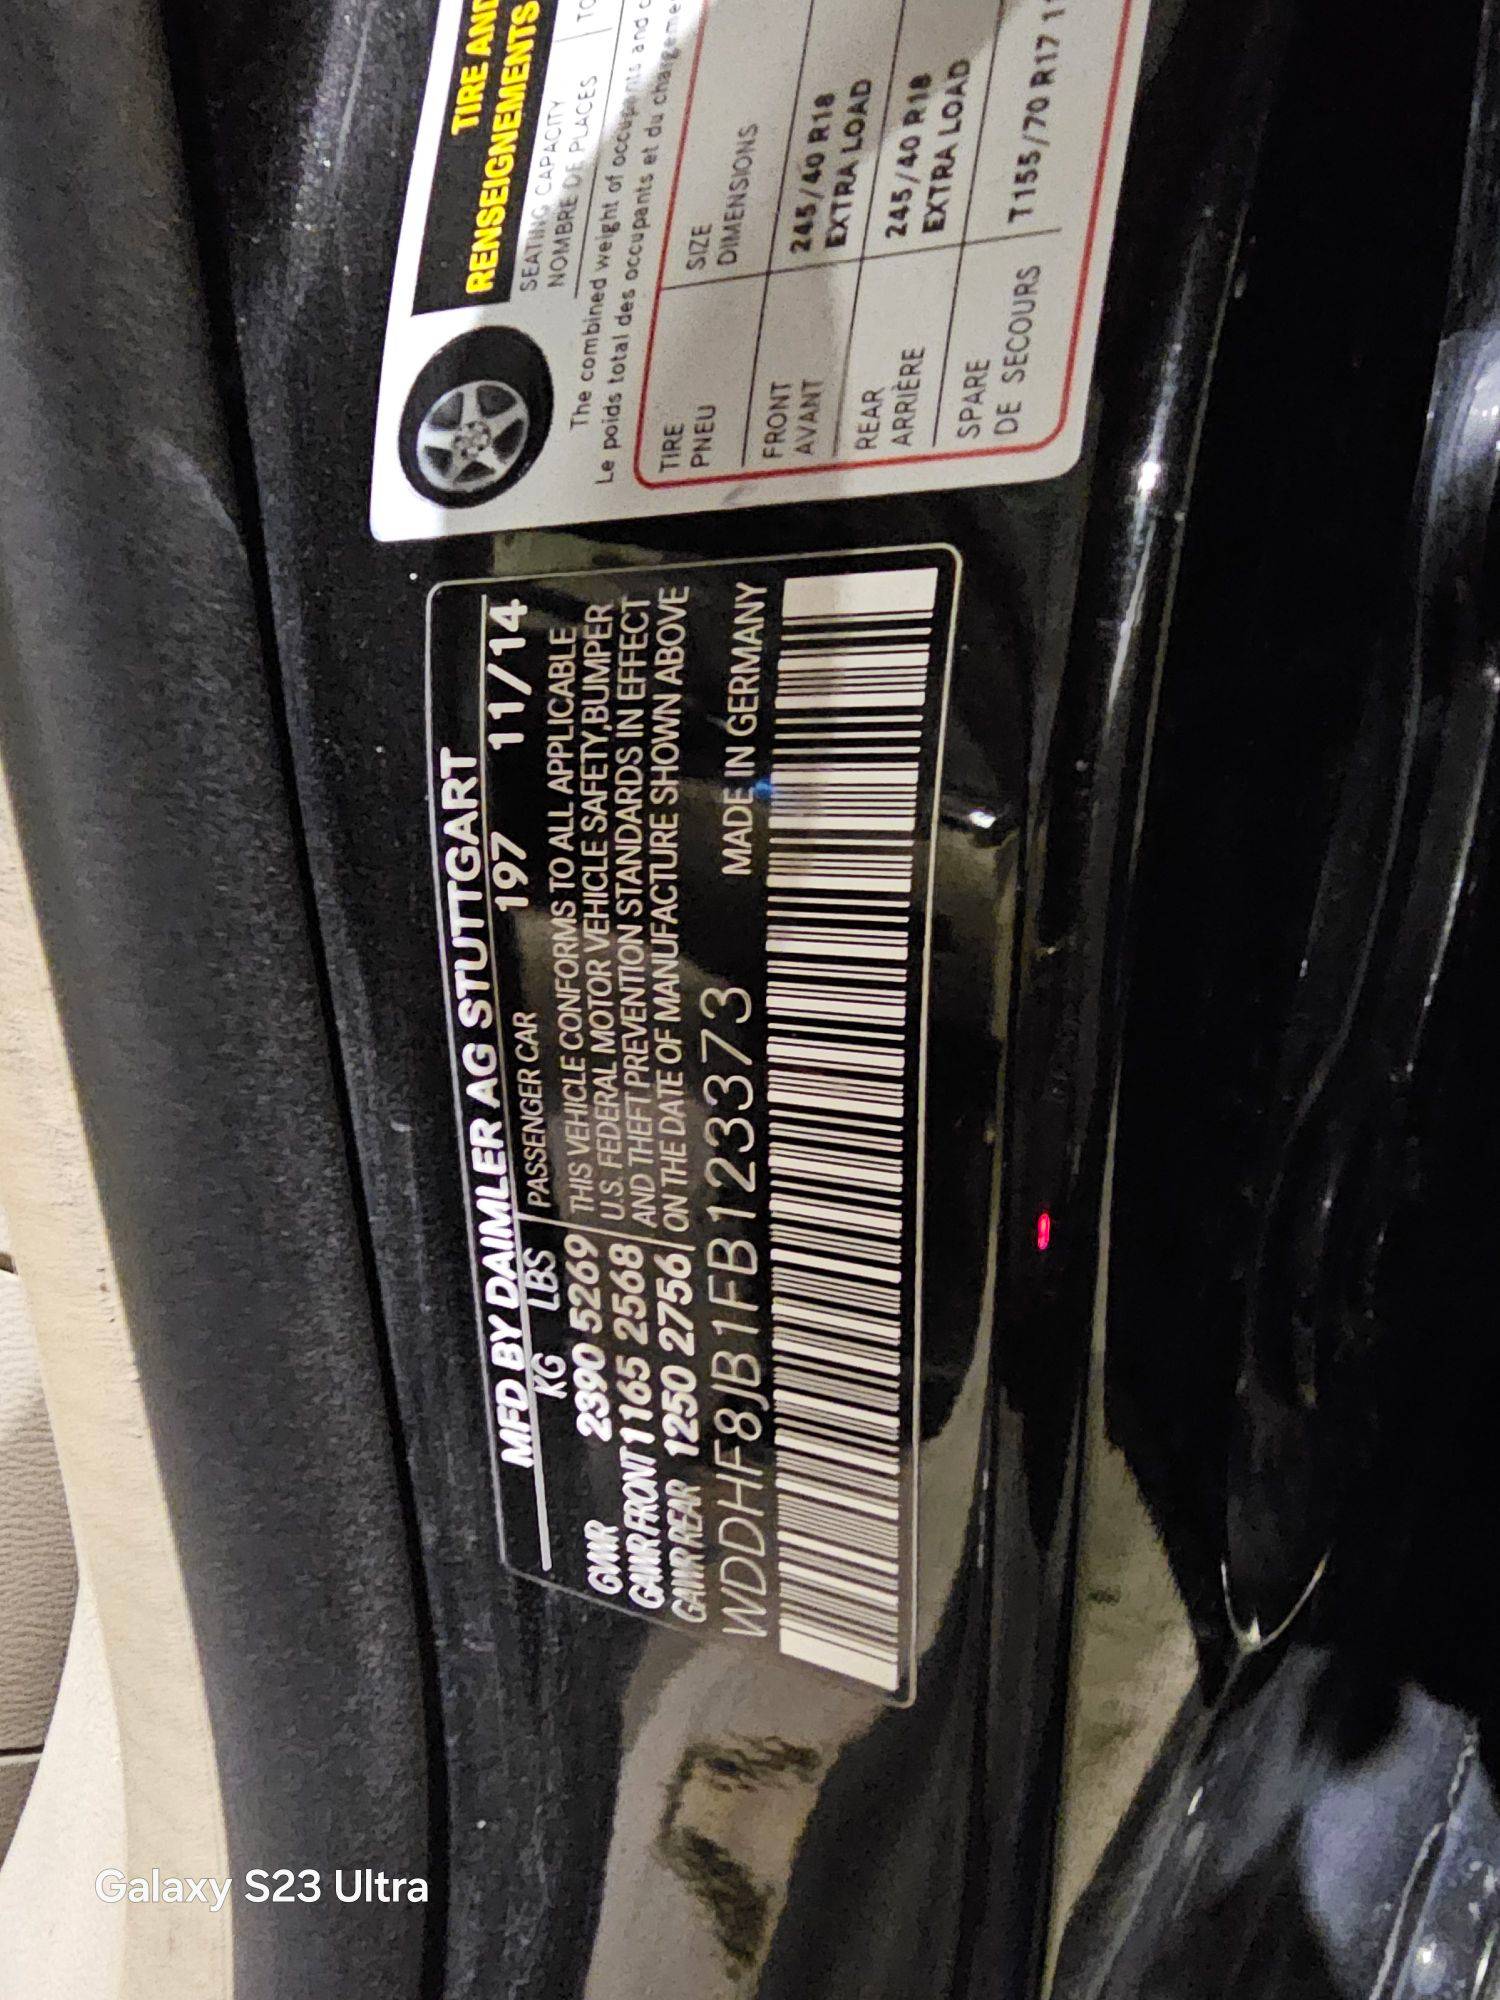 MFD BY DAIMLER AG STUTTGART
KG LBS PASSENGER CAR 197 11/14
GVWR 2390 5269 THIS VEHICLE CONFORMS TO ALL APPLICABLE
GAWR FRONT 1165 2568 U.S. FEDERAL MOTOR VEHICLE SAFETY,BUMPER
GAWR REAR 1250 2756 AND THEFT PREVENTION STANDARDS IN EFFECT
ON THE DATE OF MANUFACTURE SHOWN ABOVE
WDDHF8JB1FB123373 MADE IN GERMANY
TIRE AND
RENSEIGNEMENTS
SEATING CAPACITY
NOMBRE DE PLACES
The combined weight of occupants and
Le poids total des occupants et du
TIRE SIZE
PNEU DIMENSIONS
FRONT 245/40 R18
AVANT EXTRA LOAD
REAR 245/40 R18
ARRIÈRE EXTRA LOAD
SPARE
DE SECOURS T155/70 R17
Galaxy S23 Ultra